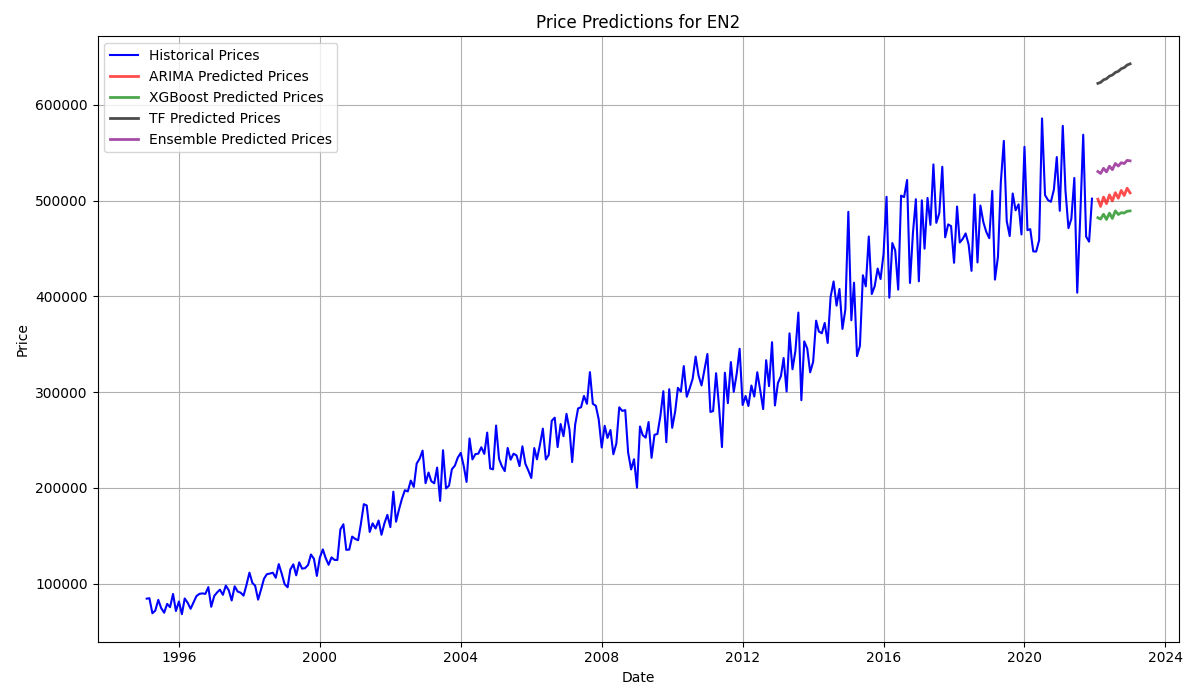 Price Predictions for EN2
Historical Prices
ARIMA Predicted Prices
XGBoost Predicted Prices
TF Predicted Prices
Ensemble Predicted Prices
600000
500000
400000
300000
200000
100000
Price
1996 2000 2004 2008 2012 2016 2020 2024
Date